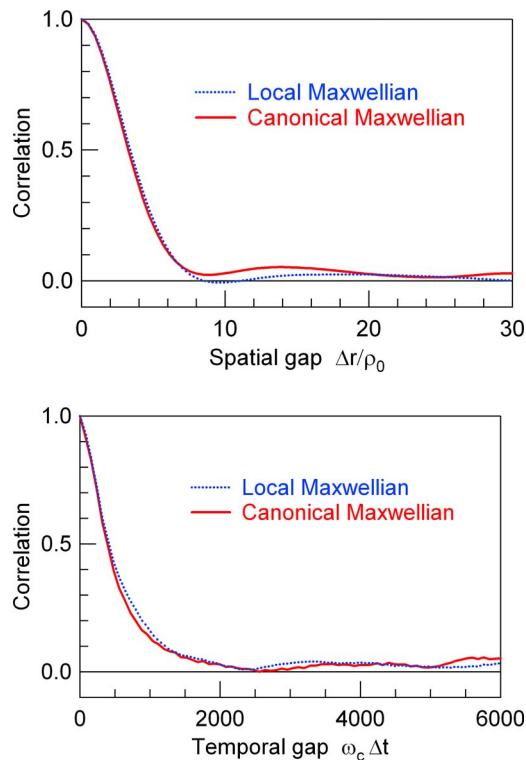 1.0
Local Maxwellian
Canonical Maxwellian
0.5
Correlation
0.0
0 10 20 30
Spatial gap Δr/ρ₀
1.0
Local Maxwellian
Canonical Maxwellian
0.5
Correlation
0.0
0 2000 4000 6000
Temporal gap ω꜀ Δt